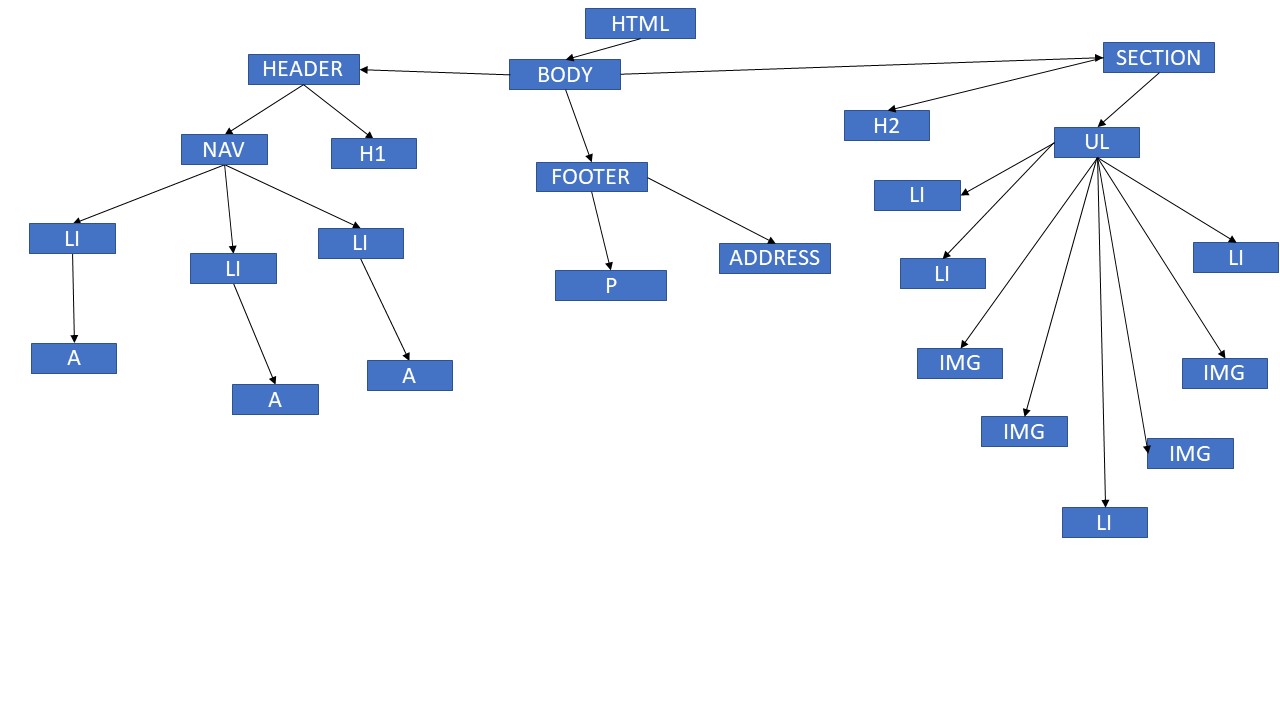 HTML
HEADER
BODY
SECTION
H2
NAV
H1
UL
FOOTER
LI
LI
LI
LI
ADDRESS
LI
LI
LI
P
A
IMG
IMG
A
A
IMG
IMG
LI